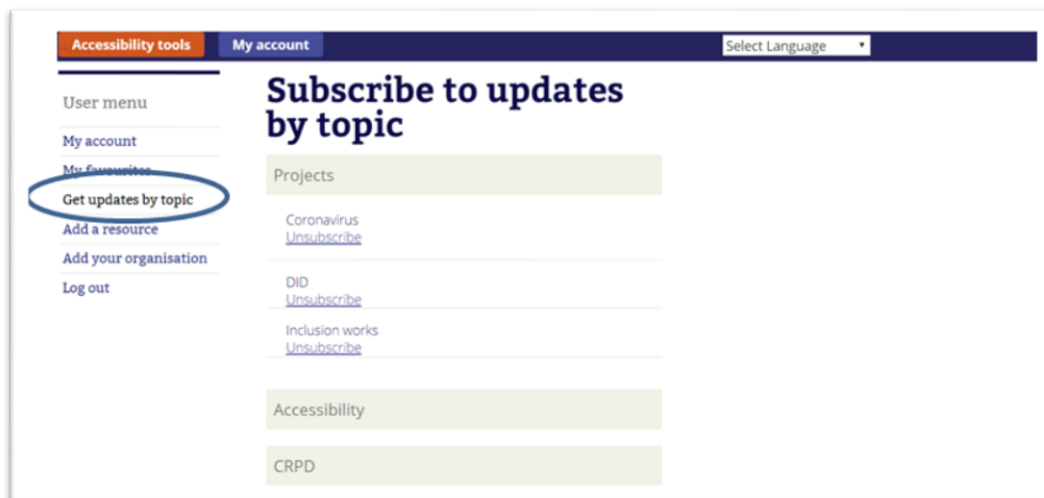 Accessibility tools
My account
Select Language
User menu
My account
My favourites
Get updates by topic
Add a resource
Add your organisation
Log out
Subscribe to updates
by topic
Projects
Coronavirus
Unsubscribe
DID
Unsubscribe
Inclusion works
Unsubscribe
Accessibility
CRPD